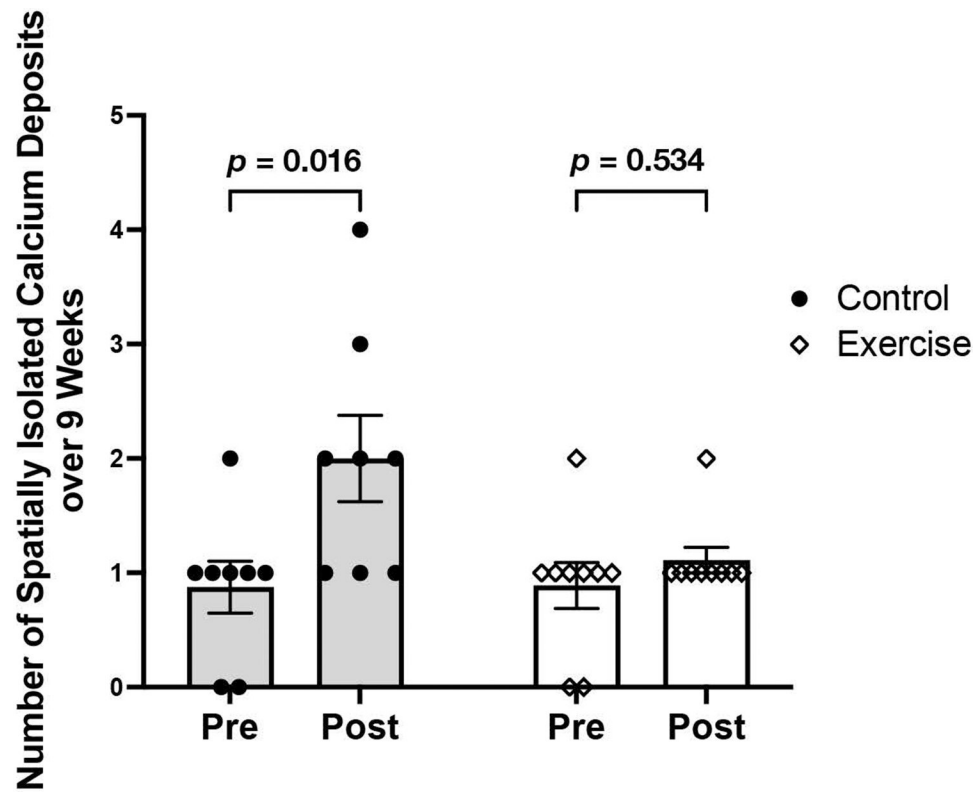 Number of Spatially Isolated Calcium Deposits
over 9 Weeks
5
4
3
2
1
0
p = 0.016
p = 0.534
Pre
Post
Pre
Post
Control
Exercise